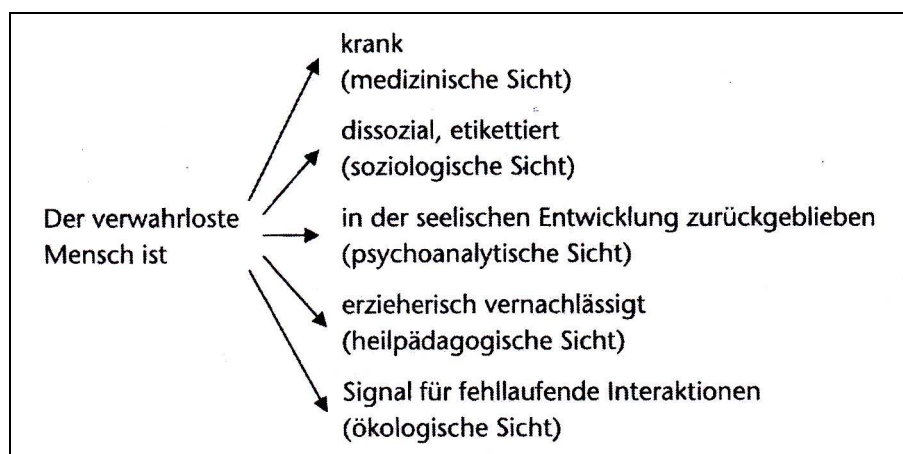 krank
(medizinische Sicht)
dissozial, etikettiert
(soziologische Sicht)
Der verwahrloste
Mensch ist
in der seelischen Entwicklung zurückgeblieben
(psychoanalytische Sicht)
erzieherisch vernachlässigt
(heilpädagogische Sicht)
Signal für fehllaufende Interaktionen
(ökologische Sicht)